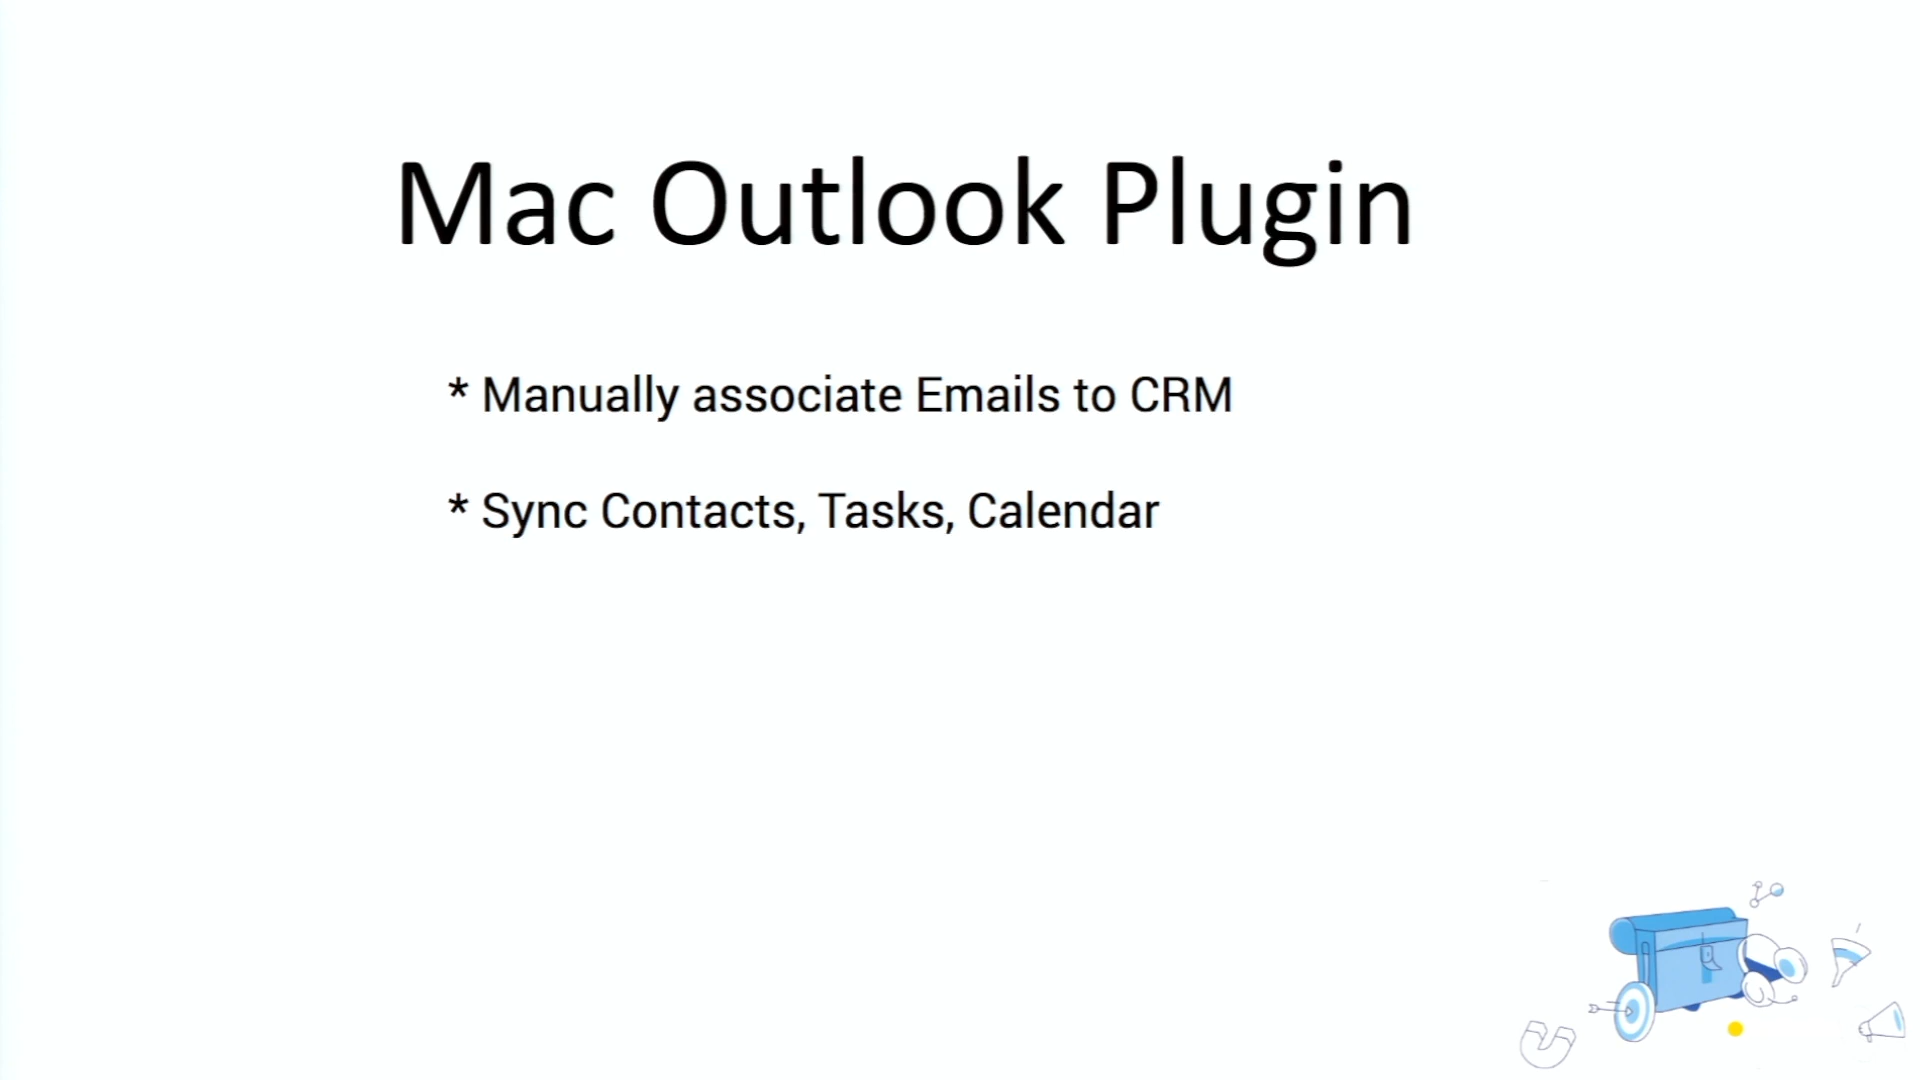 Mac Outlook Plugin
* Manually associate Emails to CRM
* Sync Contacts, Tasks, Calendar